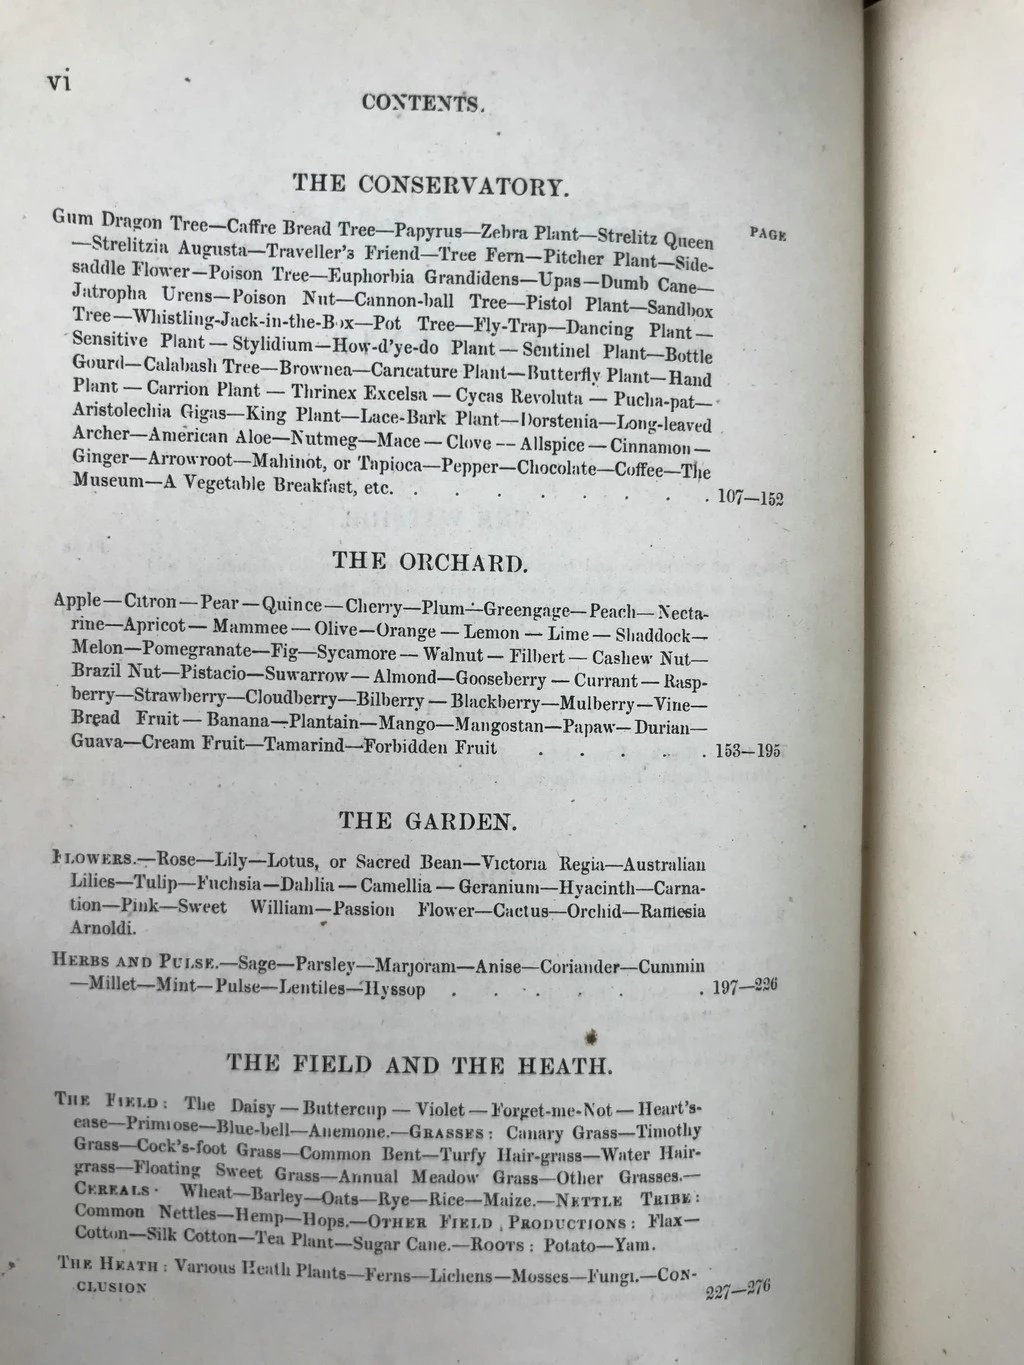 vi
CONTENTS.
THE CONSERVATORY.
PAGE
Gum Dragon Tree—Caffre Bread Tree—Papyrus—Zebra Plant—Strelitz Queen
—Strelitzia Augusta—Traveller's Friend—Tree Fern—Pitcher Plant—Side-
saddle Flower—Poison Tree—Euphorbia Grandidens—Upas—Dumb Cane—
Jatropha Urens—Poison Nut—Cannon-ball Tree—Pistol Plant—Sandbox
Tree—Whistling-Jack-in-the-Box—Pot Tree—Fly-Trap—Dancing Plant—
Sensitive Plant—Stylidium—How-d'ye-do Plant—Sentinel Plant—Bottle
Gourd—Calabash Tree—Brownea—Caricature Plant—Butterfly Plant—Hand
Plant—Carrion Plant—Thrinex Excelsa—Cycas Revoluta—Pucha-pat—
Aristolechia Gigas—King Plant—Lace-Bark Plant—Dorstenia—Long-leaved
Archer—American Aloe—Nutmeg—Mace—Clove—Allspice—Cinnamon—
Ginger—Arrowroot—Mahinot, or Tapioca—Pepper—Chocolate—Coffee—The
Museum—A Vegetable Breakfast, etc. . . . . . . . . 107—152
THE ORCHARD.
Apple—Citron—Pear—Quince—Cherry—Plum—Greengage—Peach—Necta-
rine—Apricot—Mammee—Olive—Orange—Lemon—Lime—Shaddock—
Melon—Pomegranate—Fig—Sycamore—Walnut—Filbert—Cashew Nut—
Brazil Nut—Pistacio—Suwarrow—Almond—Gooseberry—Currant—Rasp-
berry—Strawberry—Cloudberry—Bilberry—Blackberry—Mulberry—Vine—
Bread Fruit—Banana—Plantain—Mango—Mangostan—Papaw—Durian—
Guava—Cream Fruit—Tamarind—Forbidden Fruit . . . . . 153—195
THE GARDEN.
FLOWERS.—Rose—Lily—Lotus, or Sacred Bean—Victoria Regia—Australian
Lilies—Tulip—Fuchsia—Dahlia—Camellia—Geranium—Hyacinth—Carna-
tion—Pink—Sweet William—Passion Flower—Cactus—Orchid—Ramesia
Arnoldi.
HERBS AND PULSE.—Sage—Parsley—Marjoram—Anise—Coriander—Cummin
—Millet—Mint—Pulse—Lentiles—Hyssop . . . . . . 197—226
THE FIELD AND THE HEATH.
THE FIELD: The Daisy—Buttercup—Violet—Forget-me-Not—Heart's-
ease—Primrose—Blue-bell—Anemone.—GRASSES: Canary Grass—Timothy
Grass—Cock's-foot Grass—Common Bent—Turfy Hair-grass—Water Hair-
grass—Floating Sweet Grass—Annual Meadow Grass—Other Grasses.—
CEREALS: Wheat—Barley—Oats—Rye—Rice—Maize.—NETTLE TRIBE:
Common Nettles—Hemp—Hops.—OTHER FIELD PRODUCTIONS: Flax—
Cotton—Silk Cotton—Tea Plant—Sugar Cane.—ROOTS: Potato—Yam.
THE HEATH: Various Heath Plants—Ferns—Lichens—Mosses—Fungi.—CON-
CLUSION 227—276